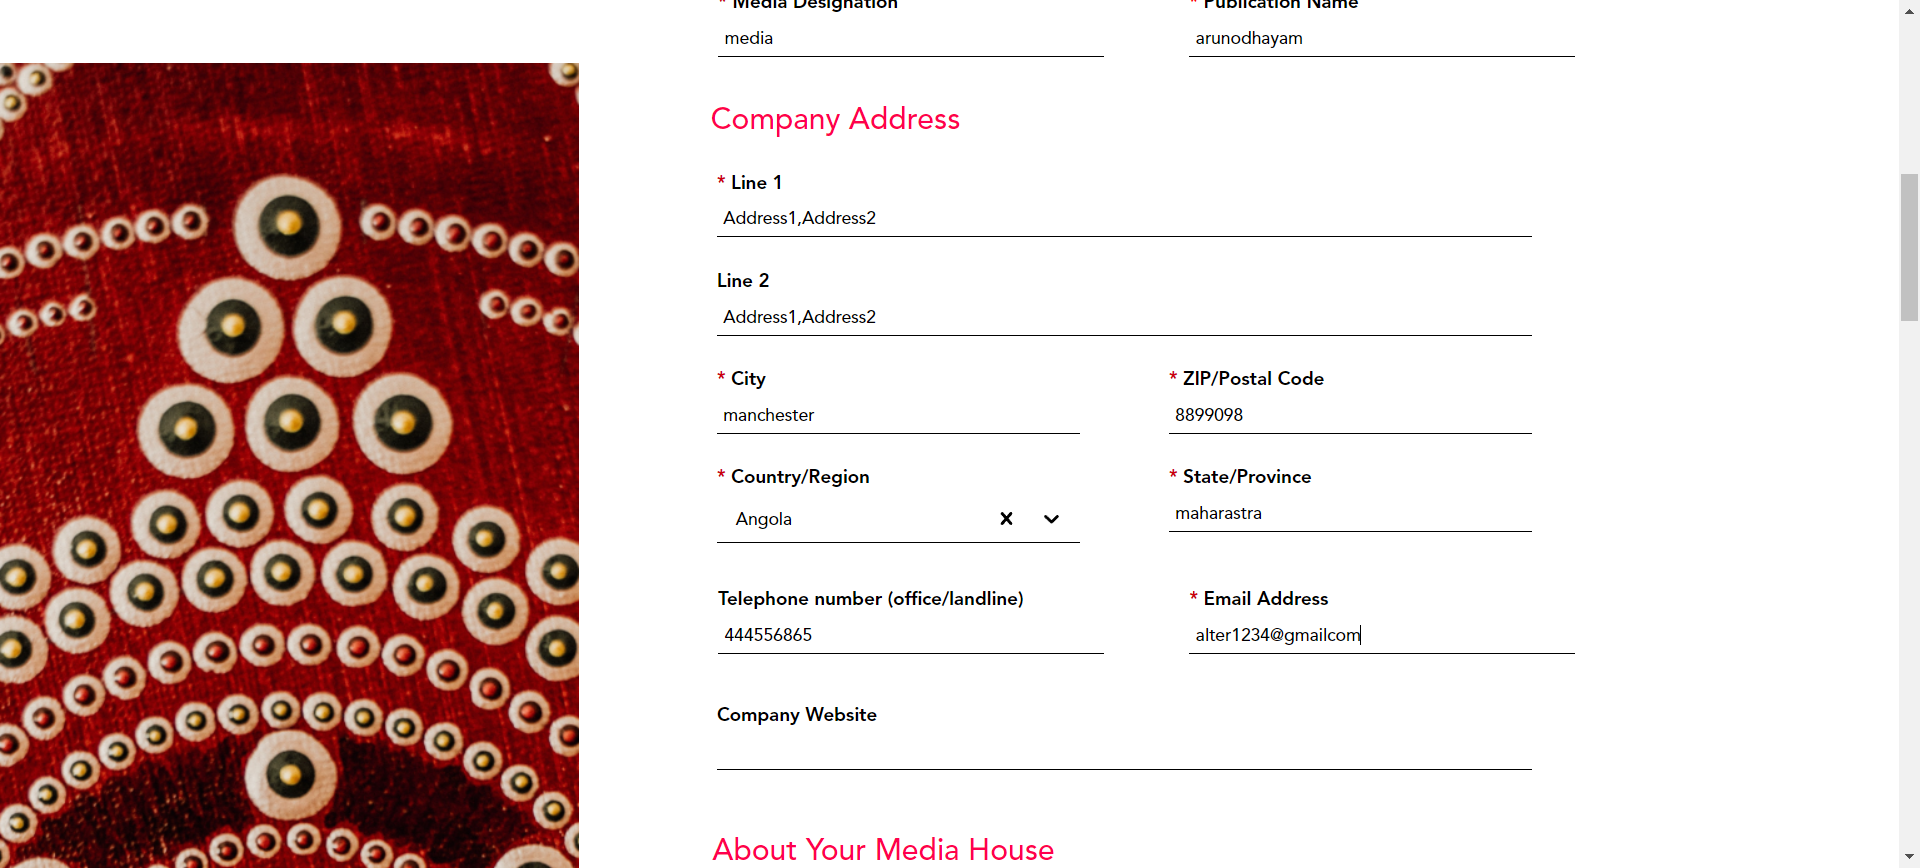 * Media Designation * Publication Name
media arunodhayam
Company Address
* Line 1
Address1,Address2
Line 2
Address1,Address2
* City * ZIP/Postal Code
manchester 8899098
* Country/Region * State/Province
Angola maharastra
Telephone number (office/landline) * Email Address
444556865 alter1234@gmailcom
Company Website
About Your Media House